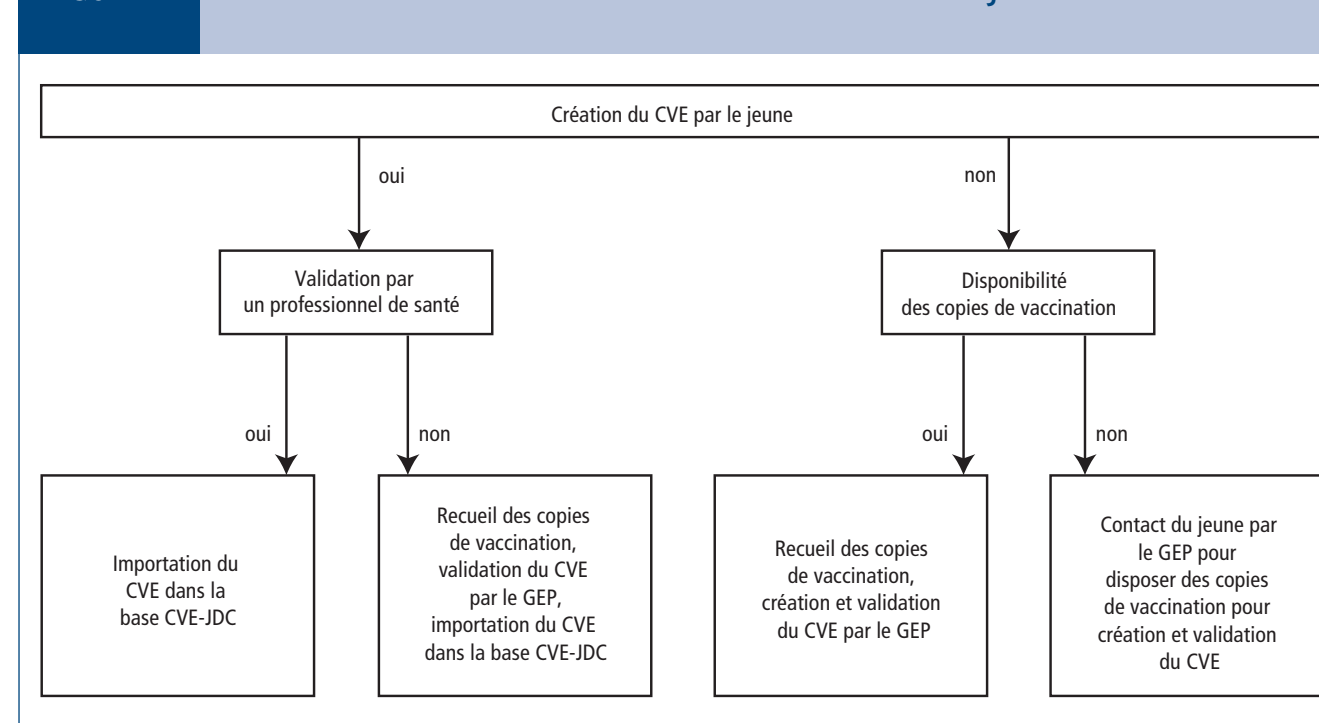 Création du CVE par le jeune
oui
non
Validation par
un professionnel de santé
Disponibilité
des copies de vaccination
oui
non
oui
non
Importation du
CVE dans la
base CVE-JDC
Recueil des copies
de vaccination,
validation du CVE
par le GEP,
importation du CVE
dans la base CVE-JDC
Recueil des copies
de vaccination,
création et validation
du CVE par le GEP
Contact du jeune par
le GEP pour
disposer des copies
de vaccination pour
création et validation
du CVE